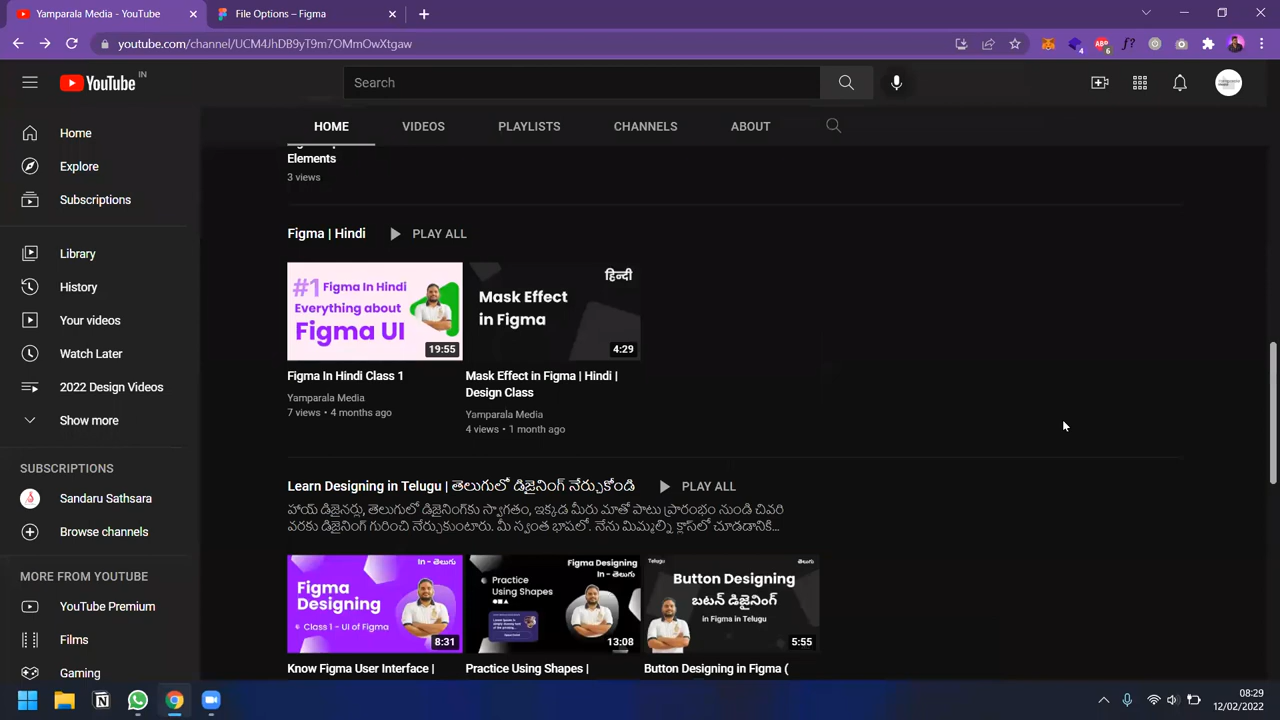 Yamparala Media - YouTube
File Options – Figma
youtube.com/channel/UCM4JhDB9yT9m7OMmOwXtgaw
YouTube IN
Search
HOME VIDEOS PLAYLISTS CHANNELS ABOUT
Home
Explore
Subscriptions
Library
History
Your videos
Watch Later
2022 Design Videos
Show more
SUBSCRIPTIONS
Sandaru Sathsara
Browse channels
MORE FROM YOUTUBE
YouTube Premium
Films
Gaming
Elements
3 views
Figma | Hindi PLAY ALL
#1 Figma In Hindi
Everything about
Figma UI
19:55
हिन्दी
Mask Effect
in Figma
4:29
Figma In Hindi Class 1
Yamparala Media
7 views • 4 months ago
Mask Effect in Figma | Hindi |
Design Class
Yamparala Media
4 views • 1 month ago
Learn Designing in Telugu | తెలుగులో డిజైనింగ్ నేర్చుకోండి PLAY ALL
హాయ్ డిజైనర్లు, తెలుగులో డిజైనింగ్‌కు స్వాగతం, ఇక్కడ మీరు మాతో పాటు ప్రారంభం నుండి చివరి
వరకు డిజైనింగ్ గురించి నేర్చుకుంటారు. మీ స్వంత భాషలో. నేను మిమ్మల్ని క్లాస్‌లో చూడడానికి...
In - తెలుగు
Figma
Designing
Class 1 - UI of Figma
8:31
Figma Designing
In - తెలుగు
Practice
Using Shapes
13:08
Telugu
In - తెలుగు
Button Designing
బటన్ డిజైనింగ్
in Figma in Telugu
5:55
Know Figma User Interface |
Practice Using Shapes |
Button Designing in Figma (
08:29
12/02/2022